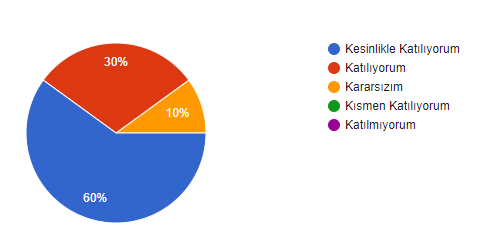 30%
10%
60%
Kesinlikle Katılıyorum
Katılıyorum
Kararsızım
Kısmen Katılıyorum
Katılmıyorum